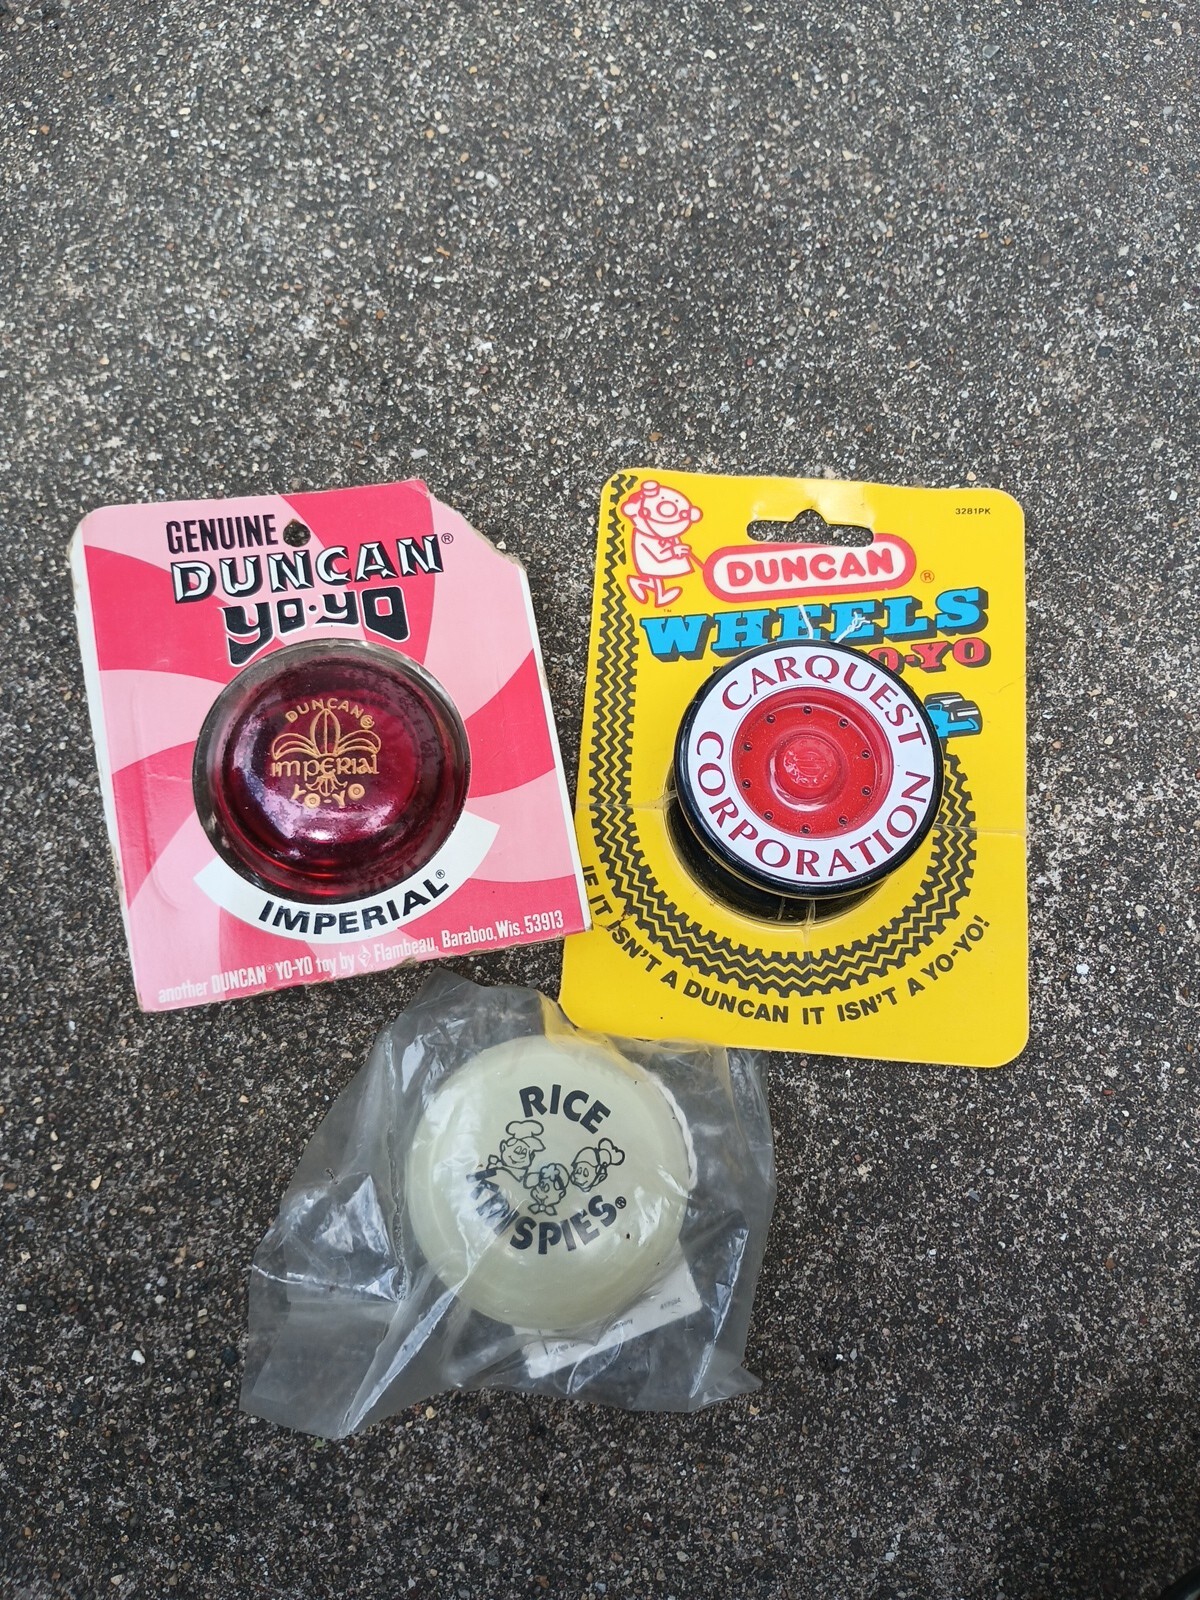 GENUINE
DUNCAN®
YO·YO
DUNCAN®
IMPERIAL
YO-YO
IMPERIAL®
another DUNCAN® YO-YO toy by Flambeau, Baraboo, Wis. 53913
3281PK
DUNCAN®
™
WHEELS
YO-YO
CARQUEST
CORPORATION
IF IT ISN'T A DUNCAN IT ISN'T A YO-YO!
RICE
KRISPIES®